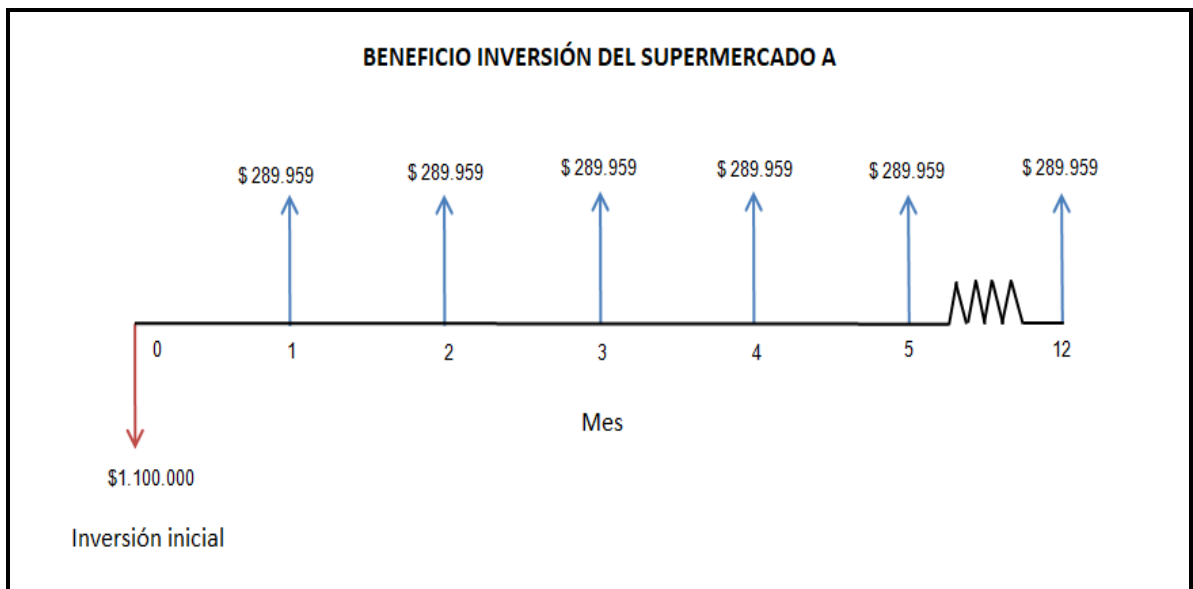 BENEFICIO INVERSIÓN DEL SUPERMERCADO A
$ 289.959 $ 289.959 $ 289.959 $ 289.959 $ 289.959 $ 289.959
0 1 2 3 4 5 12
Mes
$1.100.000
Inversión inicial